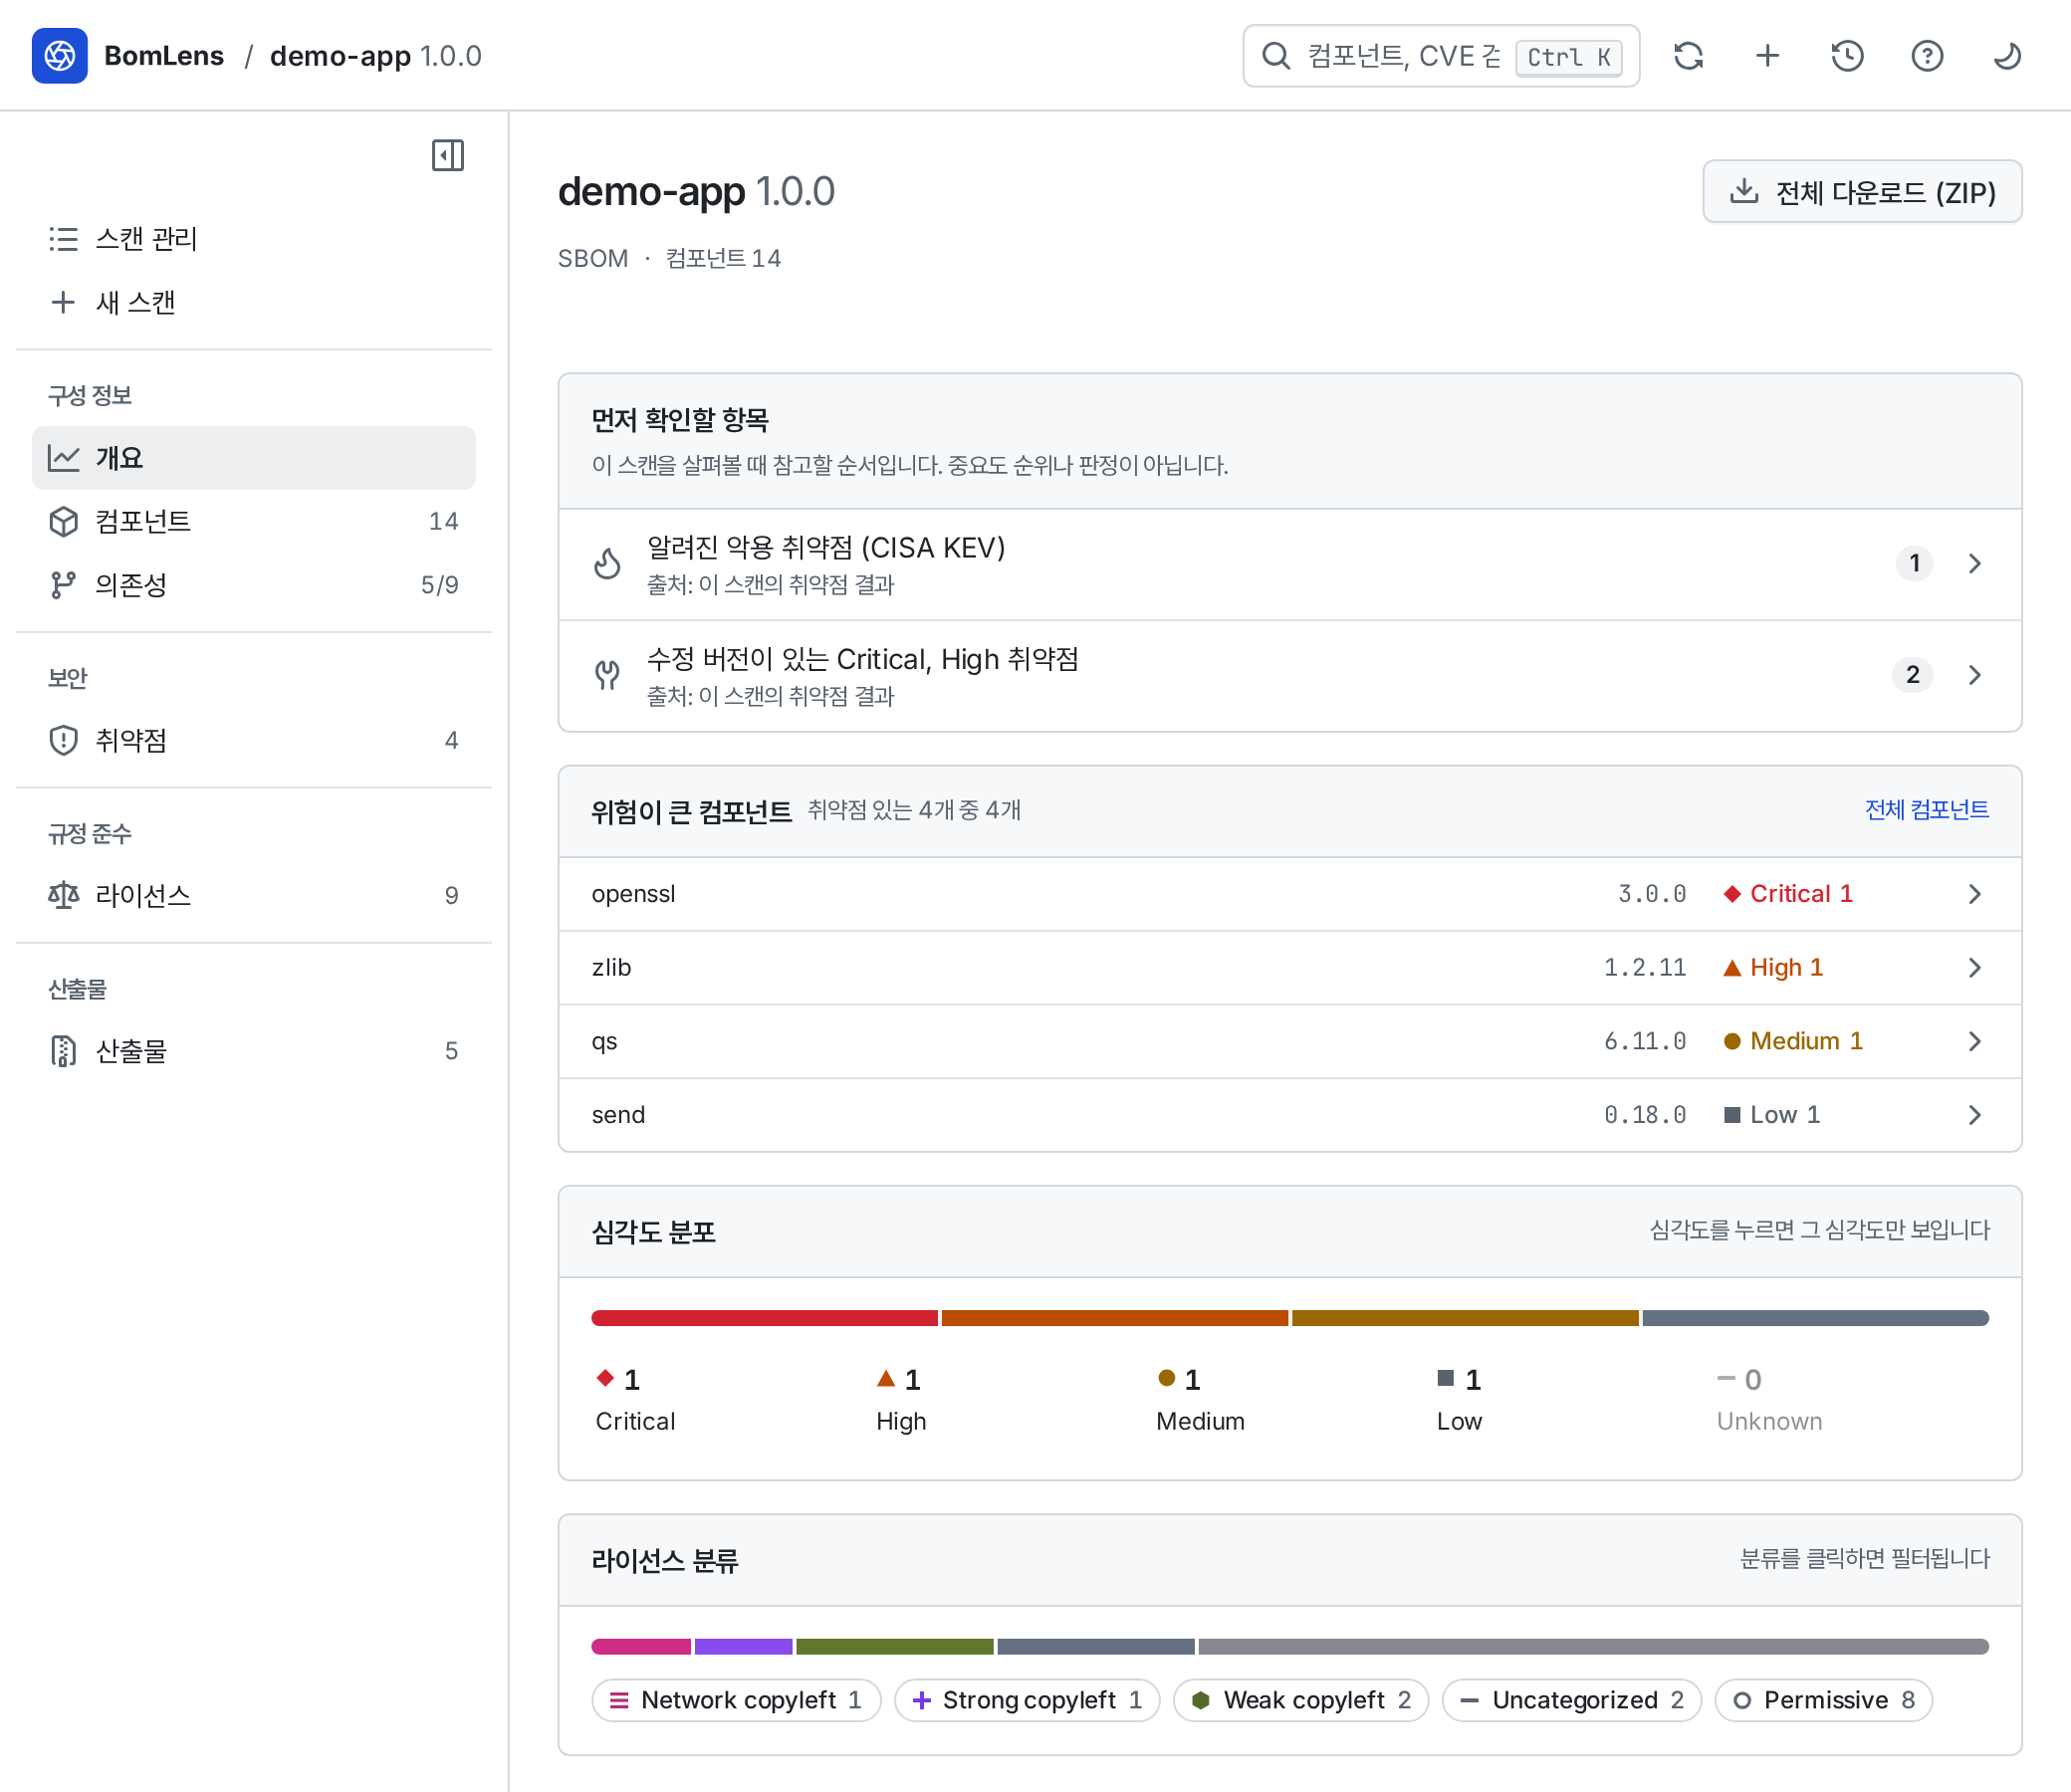 BomLens / demo-app 1.0.0
컴포넌트, CVE Ctrl K
스캔 관리
새 스캔
구성 정보
개요
컴포넌트 14
의존성 5/9
보안
취약점 4
규정 준수
라이선스 9
산출물
산출물 5
demo-app 1.0.0
전체 다운로드 (ZIP)
SBOM · 컴포넌트 14
먼저 확인할 항목
이 스캔을 살펴볼 때 참고할 순서입니다. 중요도 순위나 판정이 아닙니다.
알려진 악용 취약점 (CISA KEV) 1
출처: 이 스캔의 취약점 결과
수정 버전이 있는 Critical, High 취약점 2
출처: 이 스캔의 취약점 결과
위험이 큰 컴포넌트 취약점 있는 4개 중 4개 전체 컴포넌트
openssl 3.0.0 Critical 1
zlib 1.2.11 High 1
qs 6.11.0 Medium 1
send 0.18.0 Low 1
심각도 분포 심각도를 누르면 그 심각도만 보입니다
1 1 1 1 0
Critical High Medium Low Unknown
라이선스 분류 분류를 클릭하면 필터됩니다
Network copyleft 1 Strong copyleft 1 Weak copyleft 2 Uncategorized 2 Permissive 8